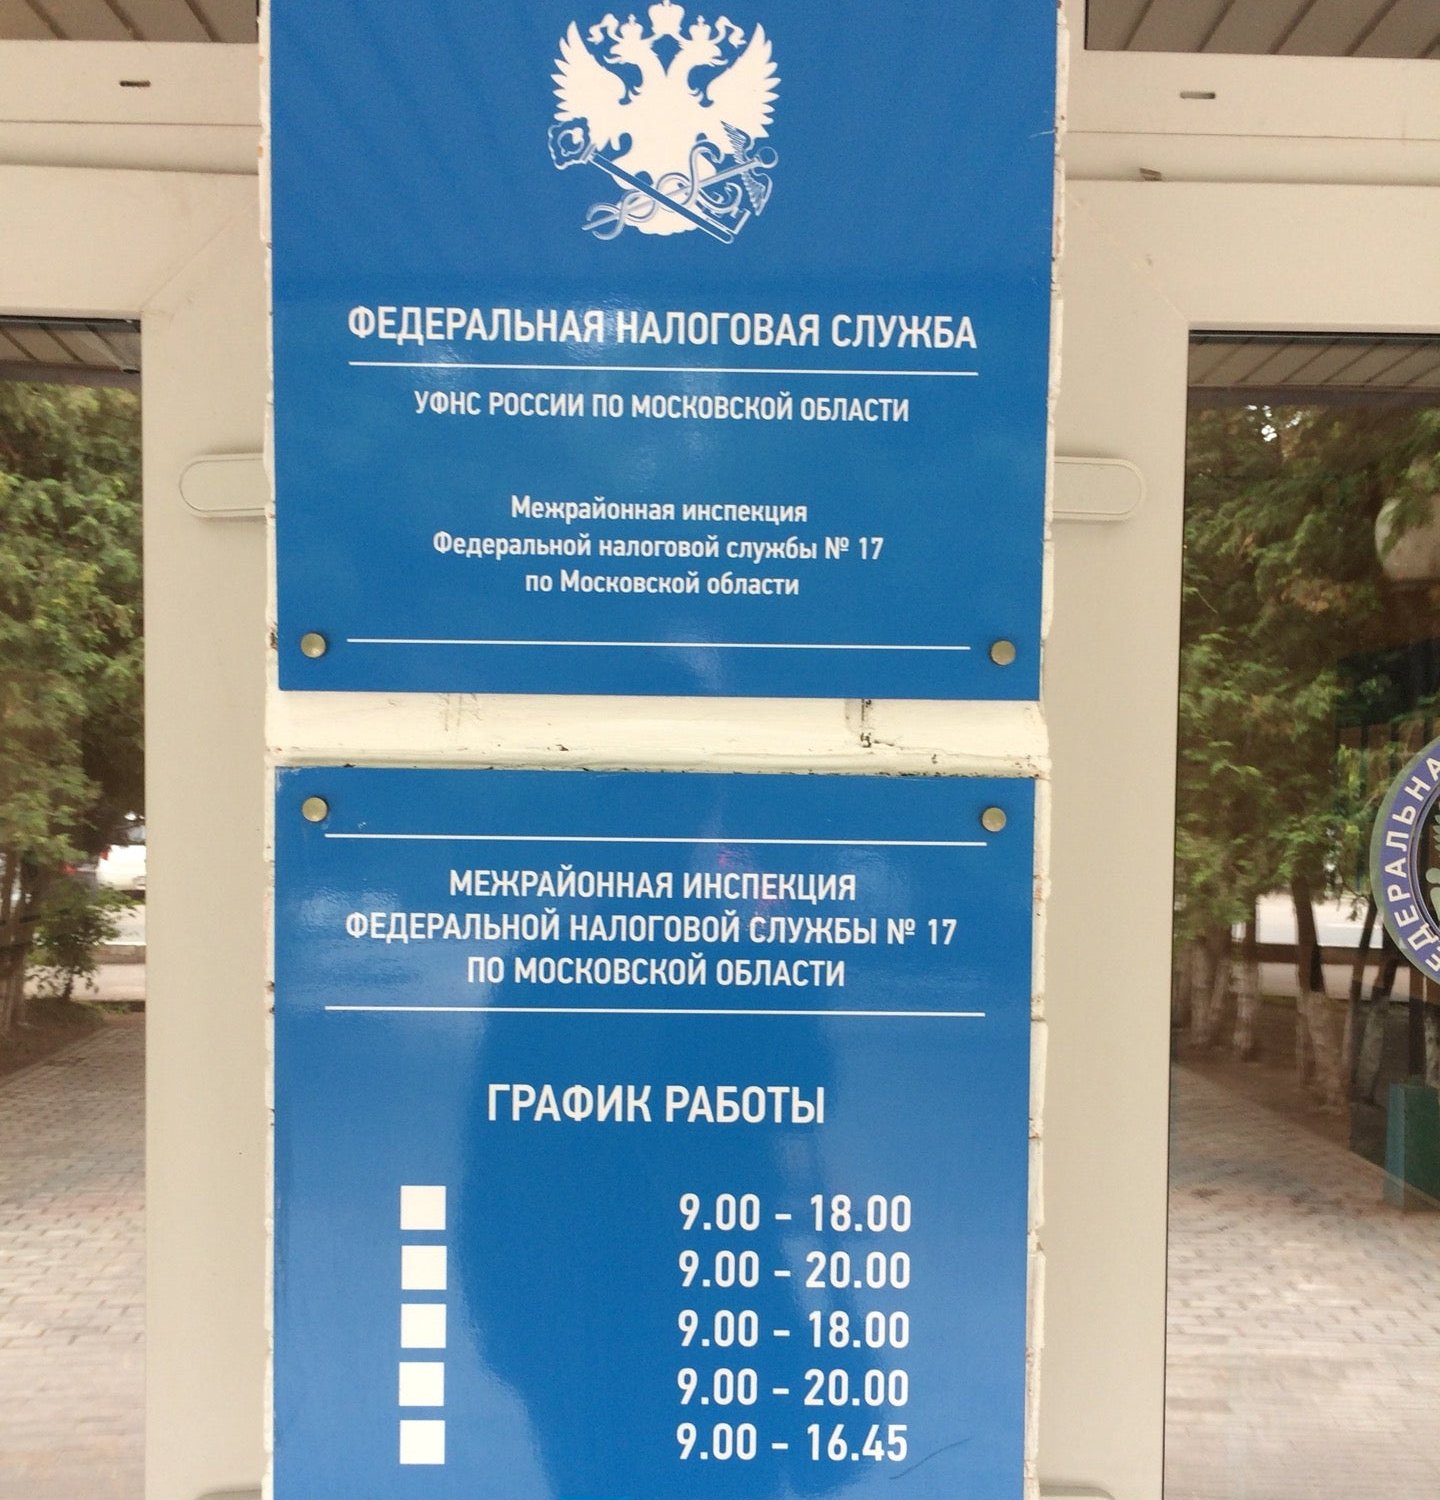 ФЕДЕРАЛЬНАЯ НАЛОГОВАЯ СЛУЖБА
УФНС РОССИИ ПО МОСКОВСКОЙ ОБЛАСТИ
Межрайонная инспекция
Федеральной налоговой службы № 17
по Московской области
МЕЖРАЙОННАЯ ИНСПЕКЦИЯ
ФЕДЕРАЛЬНОЙ НАЛОГОВОЙ СЛУЖБЫ № 17
ПО МОСКОВСКОЙ ОБЛАСТИ
ГРАФИК РАБОТЫ
9.00 - 18.00
9.00 - 20.00
9.00 - 18.00
9.00 - 20.00
9.00 - 16.45
ЕДЕРАЛЬНА